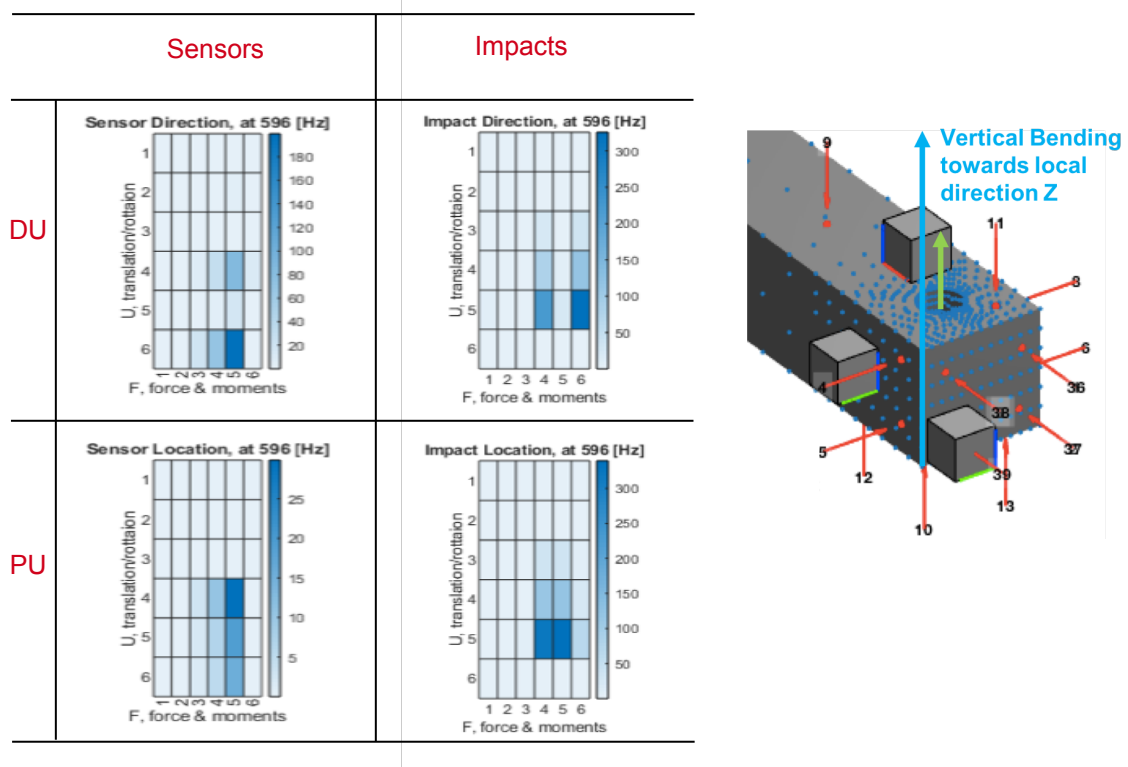 Sensors
Impacts
DU
Sensor Direction, at 596 [Hz]
U, translation/rottaion
1
2
3
4
5
6
1 2 3 4 5 6
F, force & moments
180
160
140
120
100
80
60
40
20
Impact Direction, at 596 [Hz]
U, translation/rottaion
1
2
3
4
5
6
1 2 3 4 5 6
F, force & moments
300
250
200
150
100
50
PU
Sensor Location, at 596 [Hz]
U, translation/rottaion
1
2
3
4
5
6
1 2 3 4 5 6
F, force & moments
25
20
15
10
5
Impact Location, at 596 [Hz]
U, translation/rottaion
1
2
3
4
5
6
1 2 3 4 5 6
F, force & moments
300
250
200
150
100
50
Vertical Bending
towards local
direction Z
9
11
6
4
5
12
10
39
13